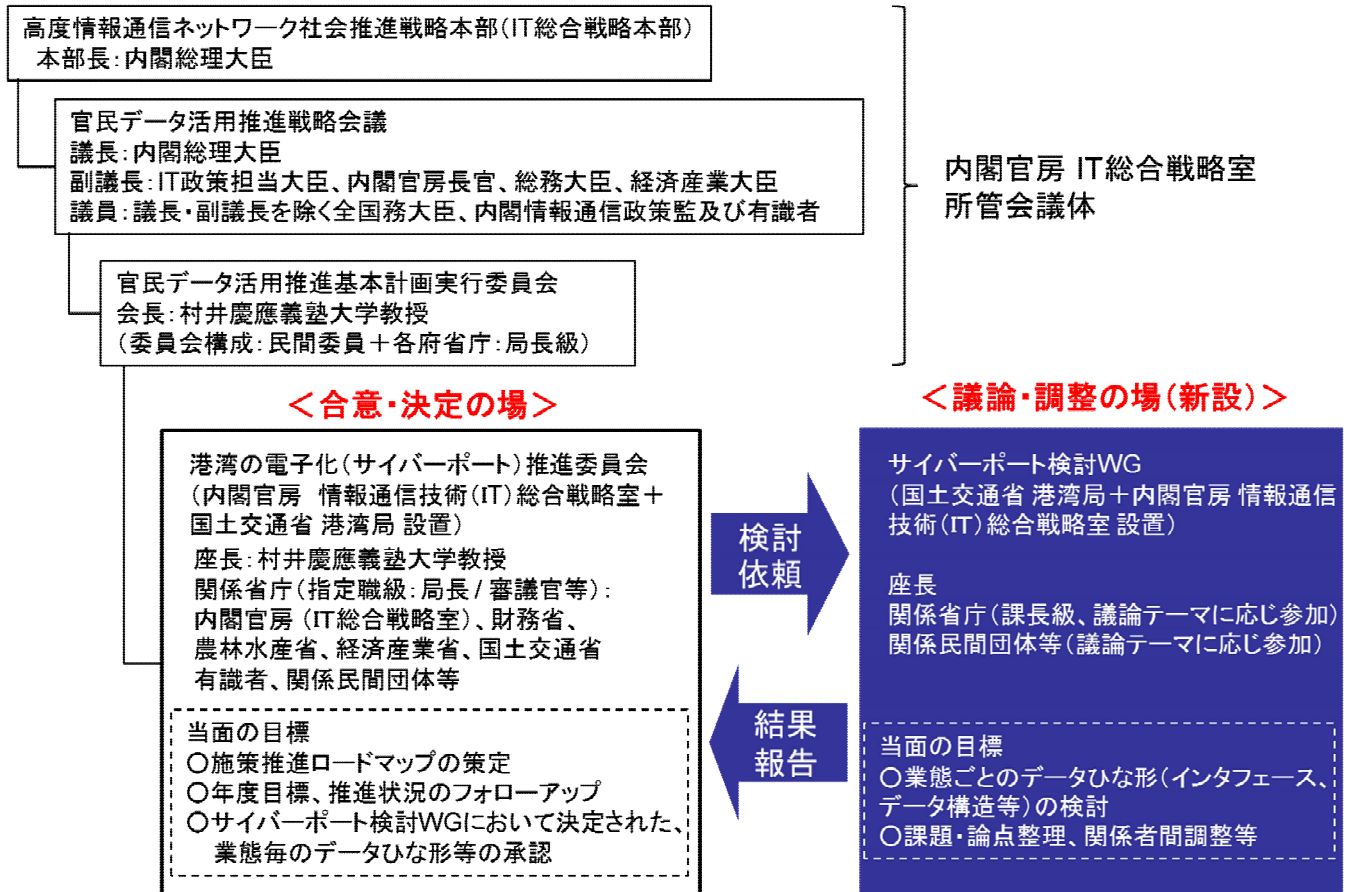 高度情報通信ネットワーク社会推進戦略本部(IT総合戦略本部)
本部長:内閣総理大臣
官民データ活用推進戦略会議
議長:内閣総理大臣
副議長:IT政策担当大臣、内閣官房長官、総務大臣、経済産業大臣
議員:議長・副議長を除く全国務大臣、内閣情報通信政策監及び有識者
官民データ活用推進基本計画実行委員会
会長:村井慶應義塾大学教授
(委員会構成:民間委員+各府省庁:局長級)
内閣官房 IT総合戦略室
所管会議体
<合意・決定の場>
港湾の電子化(サイバーポート)推進委員会
(内閣官房 情報通信技術(IT)総合戦略室+
国土交通省 港湾局 設置)
座長:村井慶應義塾大学教授
関係省庁(指定職級:局長/審議官等):
内閣官房(IT総合戦略室)、財務省、
農林水産省、経済産業省、国土交通省
有識者、関係民間団体等
当面の目標
○施策推進ロードマップの策定
○年度目標、推進状況のフォローアップ
○サイバーポート検討WGにおいて決定された、
業態毎のデータひな形等の承認
検討
依頼
結果
報告
<議論・調整の場(新設)>
サイバーポート検討WG
(国土交通省 港湾局+内閣官房 情報通信
技術(IT)総合戦略室 設置)
座長
関係省庁(課長級、議論テーマに応じ参加)
関係民間団体等(議論テーマに応じ参加)
当面の目標
○業態ごとのデータひな形(インタフェース、
データ構造等)の検討
○課題・論点整理、関係者間調整等